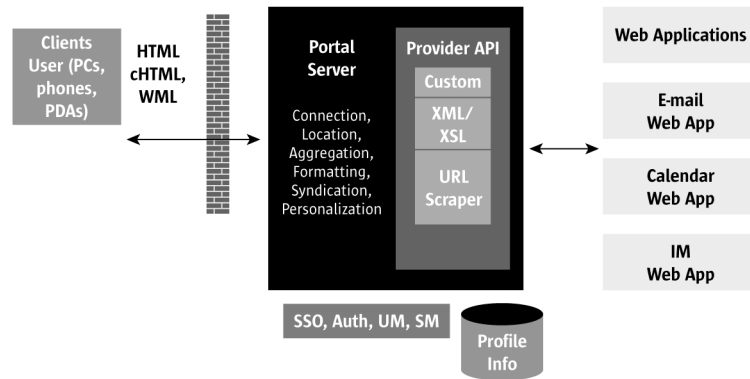 Clients
User (PCs,
phones,
PDAs)
HTML
cHTML,
WML
Portal
Server
Connection,
Location,
Aggregation,
Formatting,
Syndication,
Personalization
Provider API
Custom
XML/
XSL
URL
Scraper
Web Applications
E-mail
Web App
Calendar
Web App
IM
Web App
SSO, Auth, UM, SM
Profile
Info